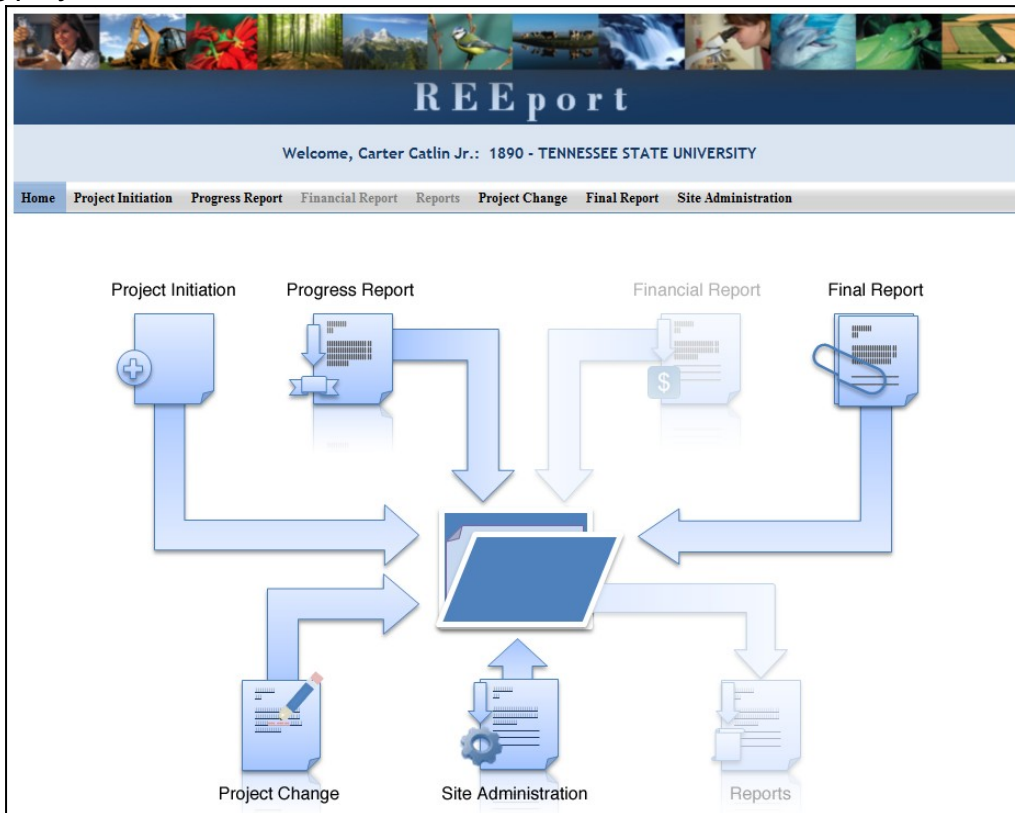 REEport
Welcome, Carter Catlin Jr.: 1890 - TENNESSEE STATE UNIVERSITY
Home Project Initiation Progress Report Financial Report Reports Project Change Final Report Site Administration
Project Initiation Progress Report Financial Report Final Report
$
Project Change Site Administration Reports